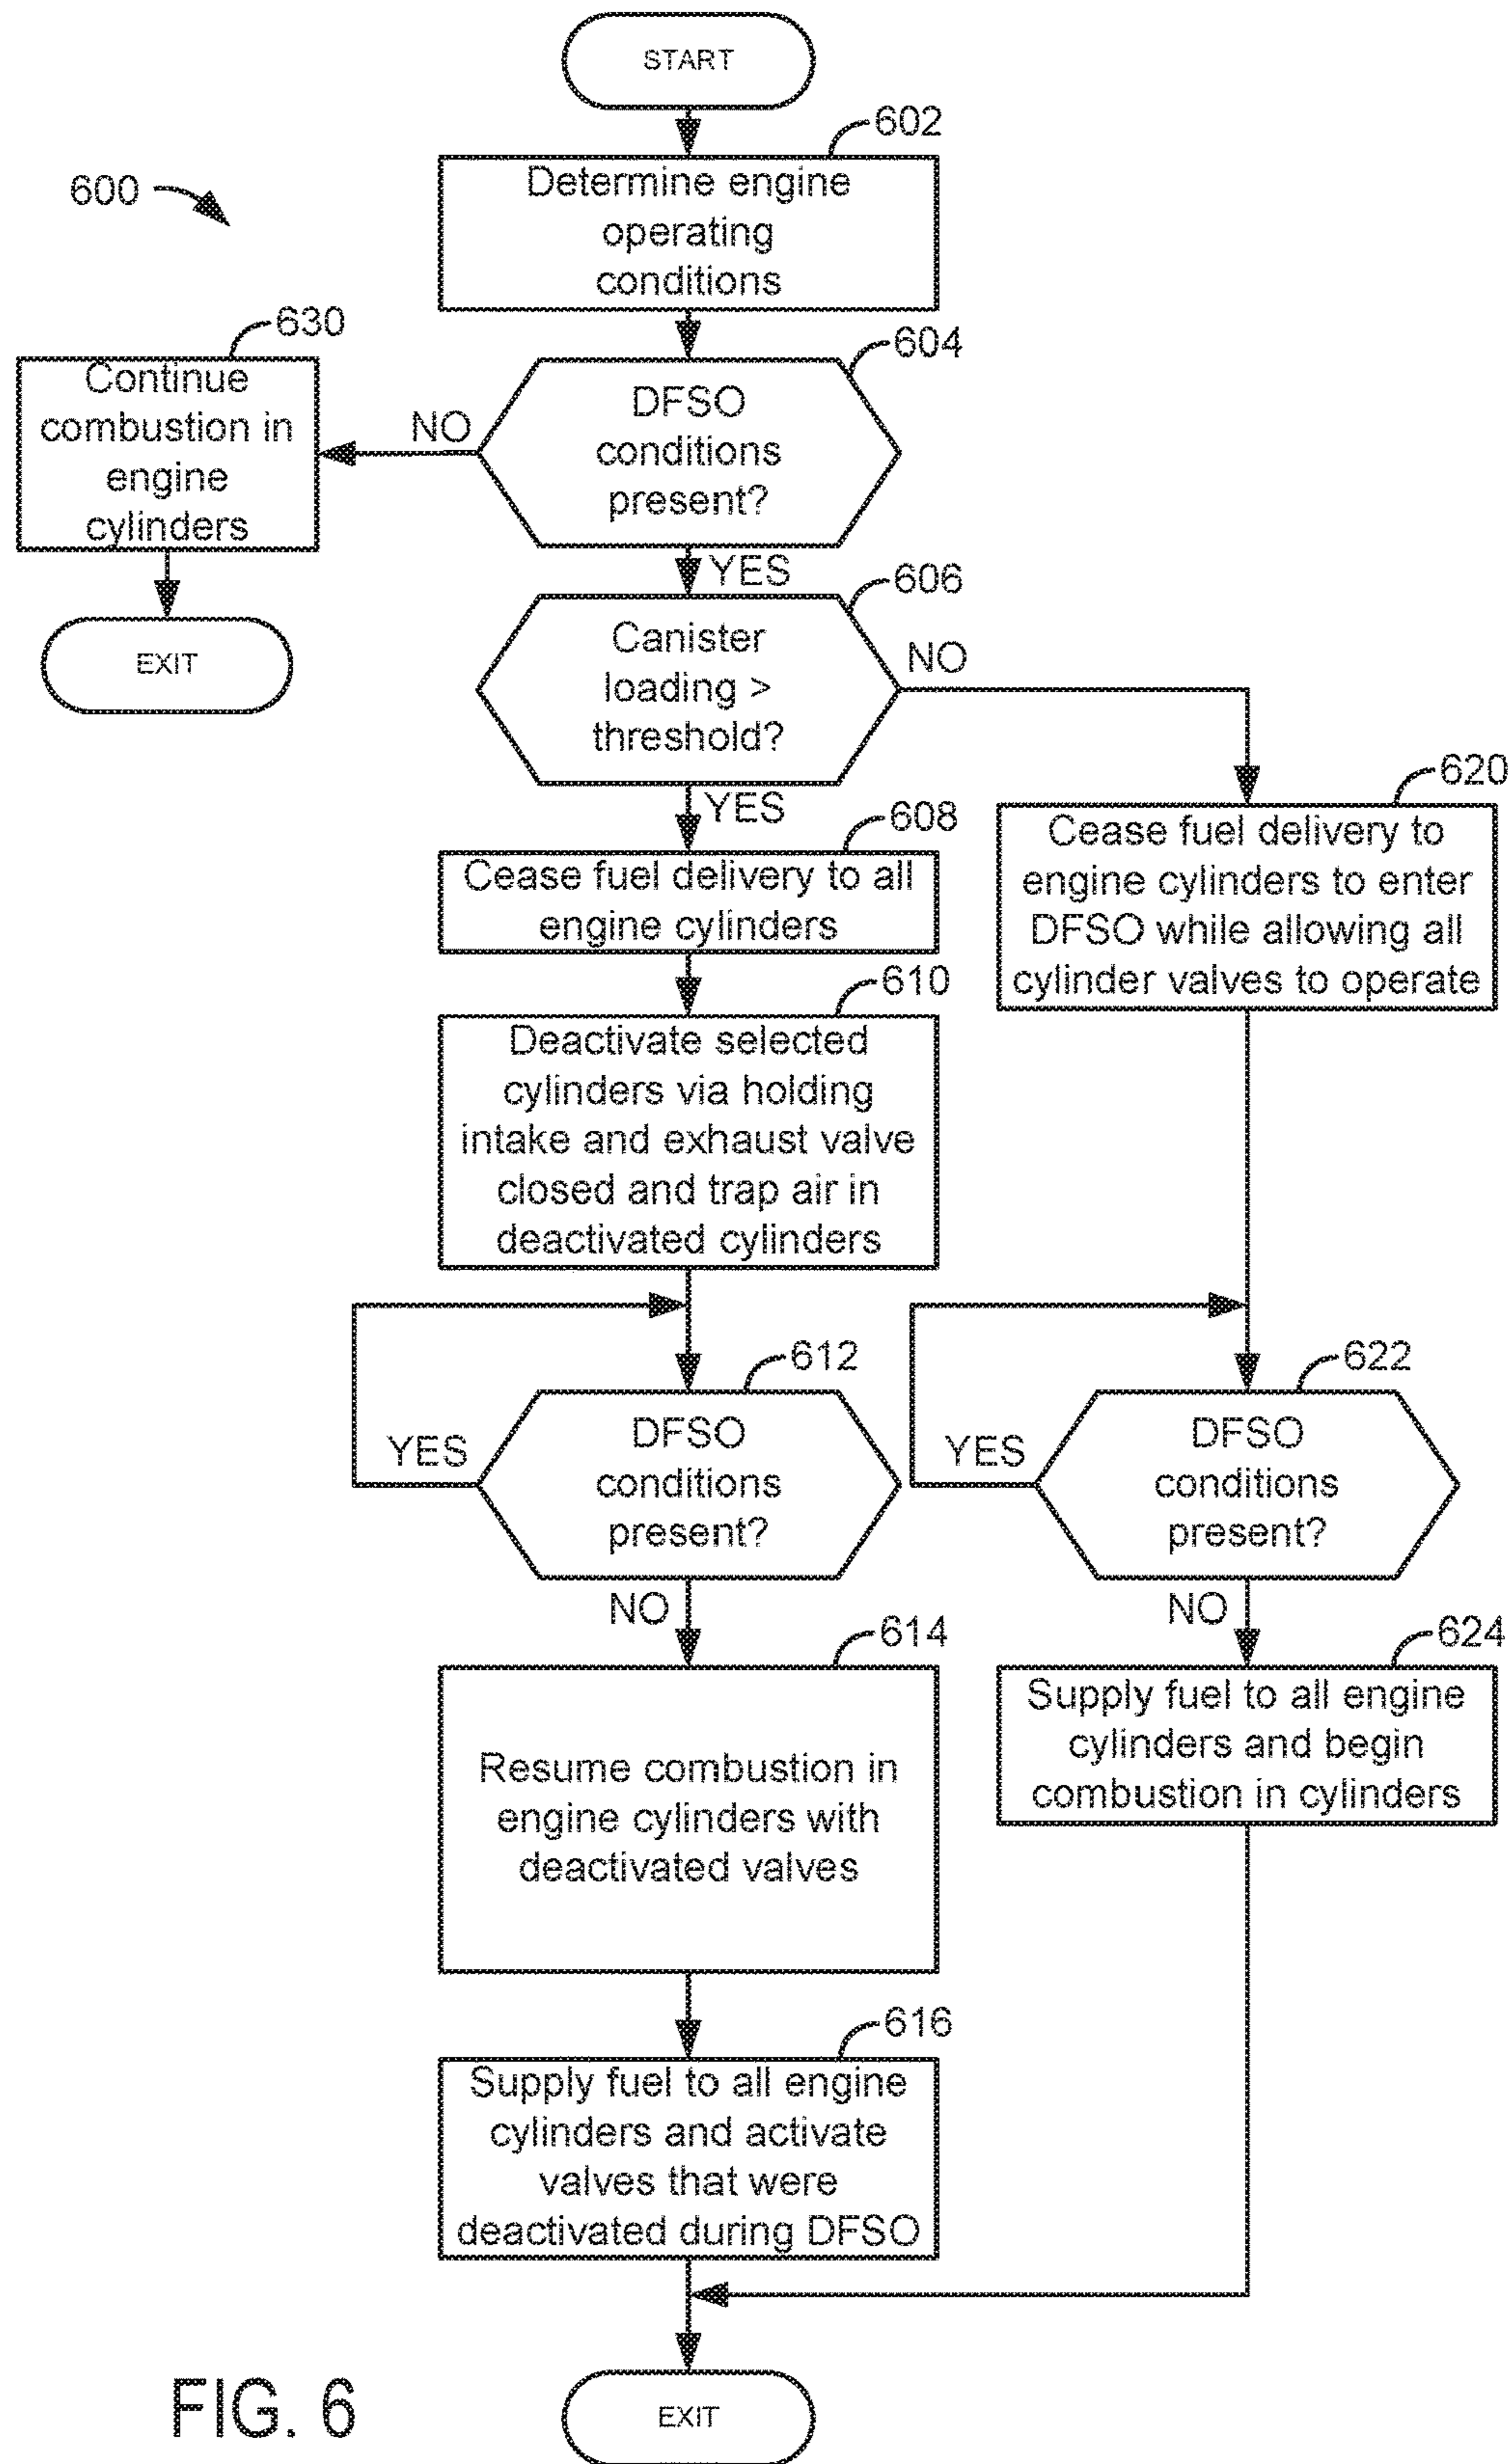 START
602
600
Determine engine
operating
conditions
630
604
Continue
combustion in
engine
cylinders
NO
DFSO
conditions
present?
YES
606
EXIT
Canister
loading >
threshold?
NO
YES
608
620
Cease fuel delivery to all
engine cylinders
Cease fuel delivery to
engine cylinders to enter
DFSO while allowing all
cylinder valves to operate
610
Deactivate selected
cylinders via holding
intake and exhaust valve
closed and trap air in
deactivated cylinders
612
622
YES
DFSO
conditions
present?
YES
DFSO
conditions
present?
NO
614
NO
624
Resume combustion in
engine cylinders with
deactivated valves
Supply fuel to all engine
cylinders and begin
combustion in cylinders
616
Supply fuel to all engine
cylinders and activate
valves that were
deactivated during DFSO
FIG. 6
EXIT